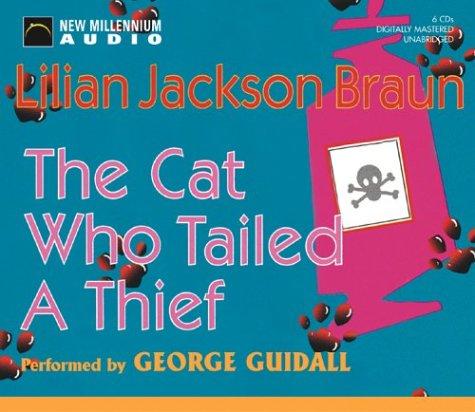 NEW MILLENNIUM
AUDIO
6 CDs
DIGITALLY MASTERED
UNABRIDGED
Lilian Jackson Braun
The Cat
Who Tailed
A Thief
Performed by GEORGE GUIDALL